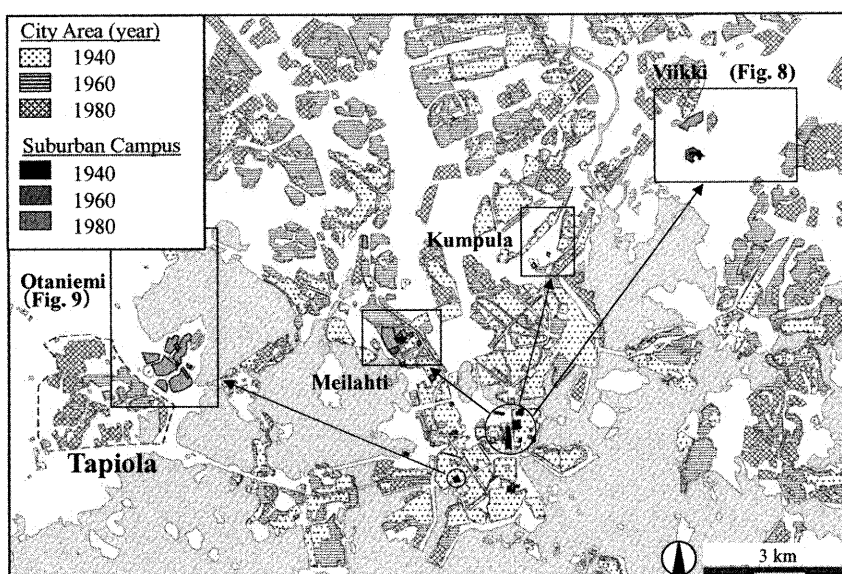 City Area (year)
1940
1960
1980
Suburban Campus
1940
1960
1980
Viikki (Fig. 8)
Kumpula
Otaniemi
(Fig. 9)
Meilahti
Tapiola
3 km